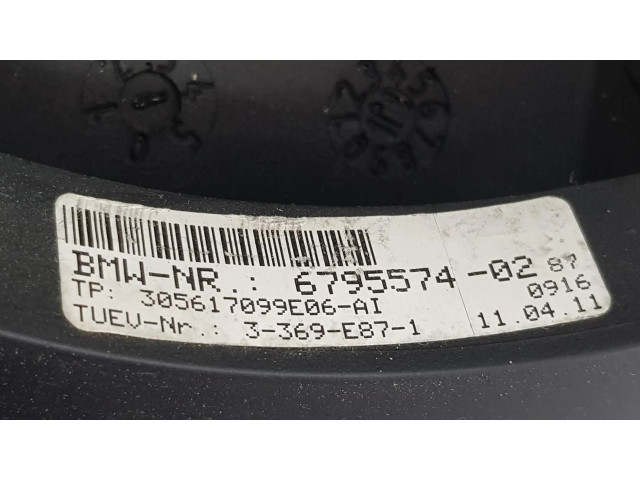 BMW-NR.: 6795574-02 87
TP: 305617099E06-AI 0916
TUEV-Nr.: 3-369-E87-1 11.04.11